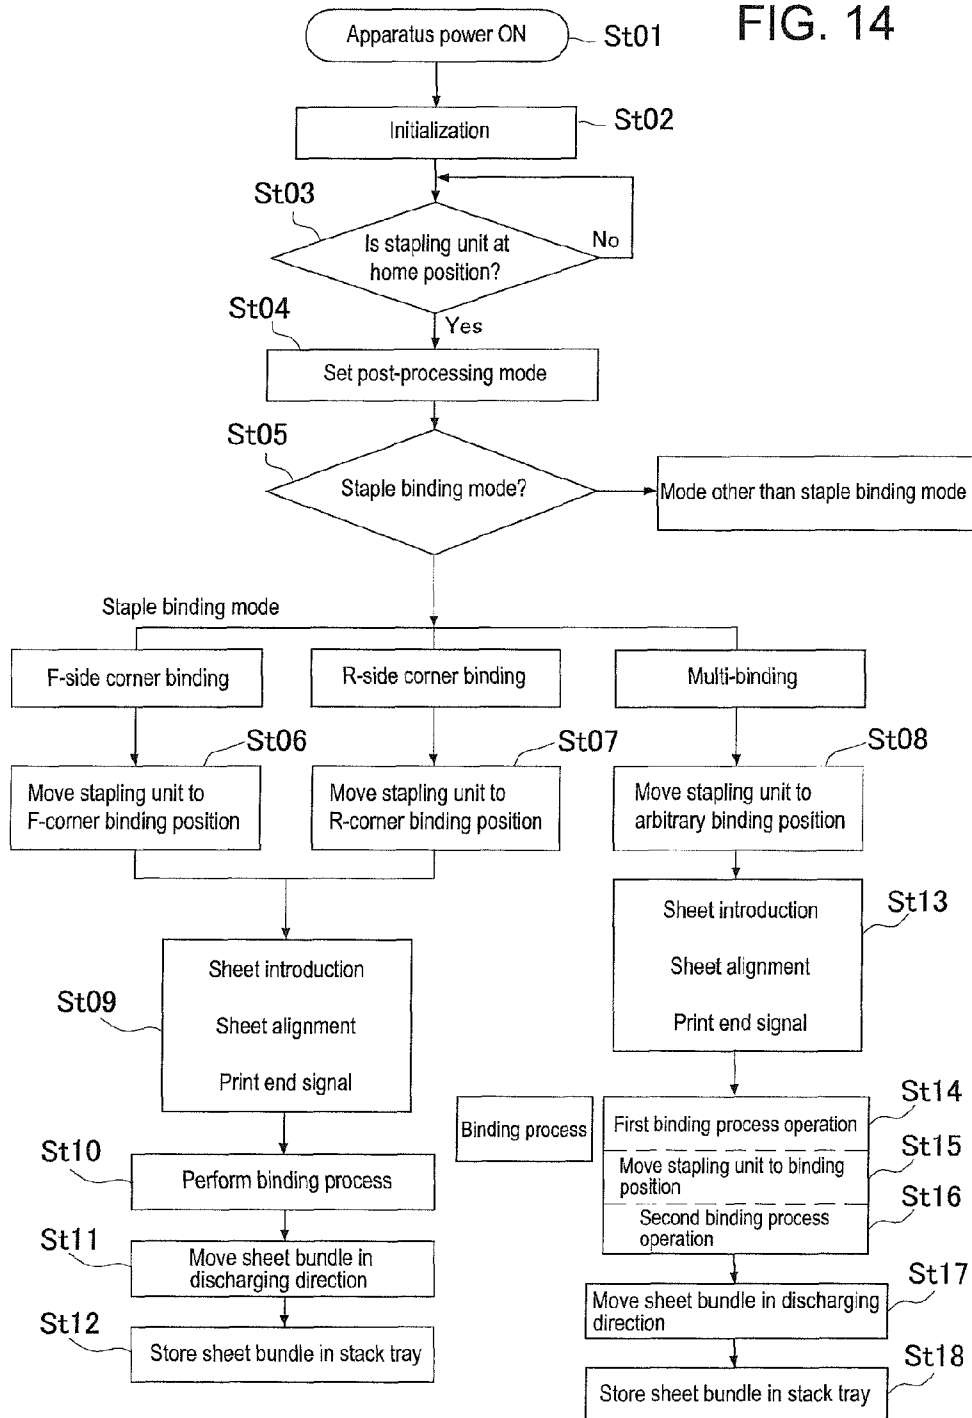 FIG. 14
Apparatus power ON
St01
Initialization
St02
St03
Is stapling unit at
home position?
No
Yes
St04
Set post-processing mode
St05
Staple binding mode?
Mode other than staple binding mode
Staple binding mode
F-side corner binding
R-side corner binding
Multi-binding
St06
St07
St08
Move stapling unit to
F-corner binding position
Move stapling unit to
R-corner binding position
Move stapling unit to
arbitrary binding position
St09
Sheet introduction
Sheet alignment
Print end signal
St13
Sheet introduction
Sheet alignment
Print end signal
St10
Perform binding process
St11
Move sheet bundle in
discharging direction
St12
Store sheet bundle in stack tray
Binding process
St14
First binding process operation
St15
Move stapling unit to binding
position
St16
Second binding process
operation
St17
Move sheet bundle in discharging
direction
St18
Store sheet bundle in stack tray